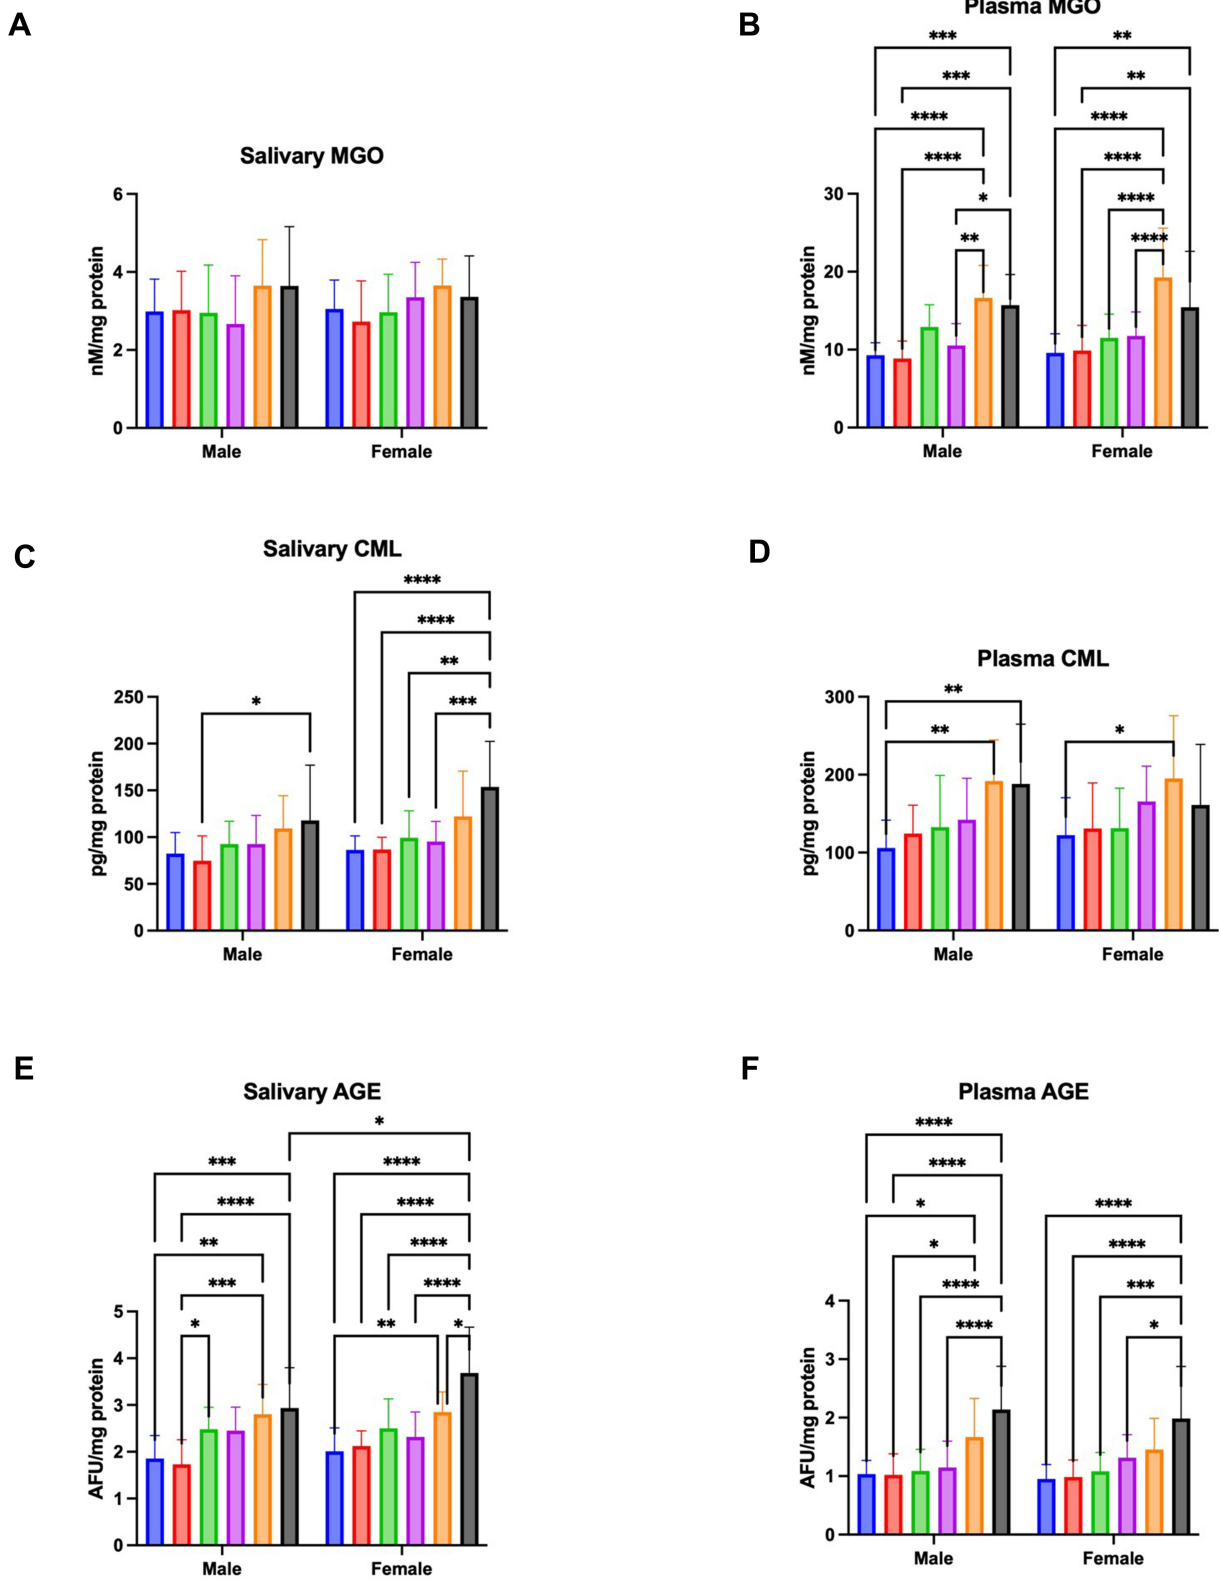 A
B
Plasma MGO
*** **
*** **
**** ****
**** ****
* ****
** ****
Salivary MGO
nM/mg protein
6
4
2
0
Male Female
nM/mg protein
30
20
10
0
Male Female
C
Salivary CML
****
****
**
* ***
pg/mg protein
250
200
150
100
50
0
Male Female
D
Plasma CML
**
** *
pg/mg protein
300
200
100
0
Male Female
E
Salivary AGE
*
*** ****
**** ****
** ****
*** ****
* ** *
AFU/mg protein
5
4
3
2
1
0
Male Female
F
Plasma AGE
****
****
* ****
* ****
**** ***
**** *
AFU/mg protein
4
3
2
1
0
Male Female